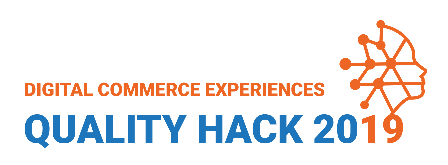 DIGITAL COMMERCE EXPERIENCES
QUALITY HACK 2019